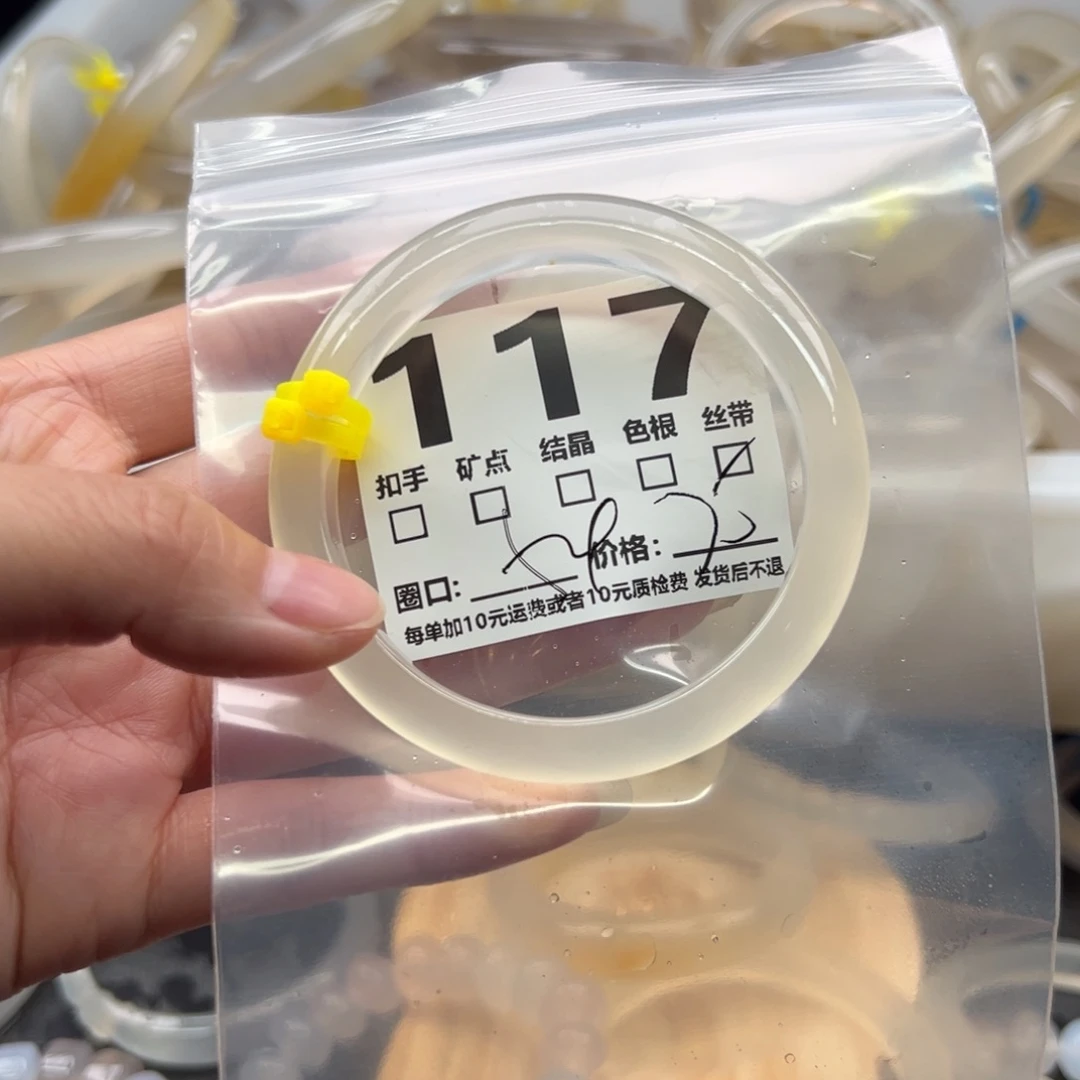 117
扣手 矿点 结晶 色根 丝带
圈口: 价格:
每单加10元运费或者10元质检费 发货后不退